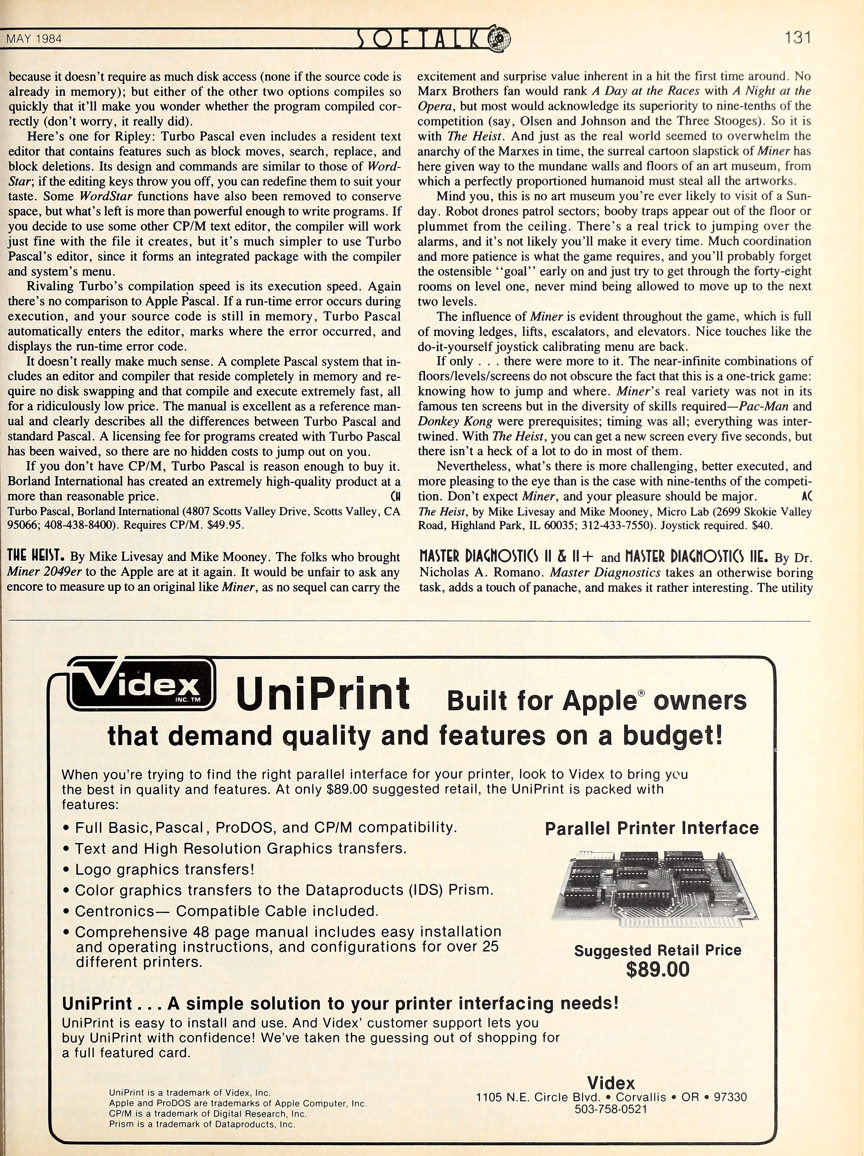 MAY 1984
SOFTALK
131
because it doesn't require as much disk access (none if the source code is
already in memory); but either of the other two options compiles so
quickly that it'll make you wonder whether the program compiled cor-
rectly (don't worry, it really did).
Here's one for Ripley: Turbo Pascal even includes a resident text
editor that contains features such as block moves, search, replace, and
block deletions. Its design and commands are similar to those of Word-
Star; if the editing keys throw you off, you can redefine them to suit your
taste. Some WordStar functions have also been removed to conserve
space, but what's left is more than powerful enough to write programs. If
you decide to use some other CP/M text editor, the compiler will work
just fine with the file it creates, but it's much simpler to use Turbo
Pascal's editor, since it forms an integrated package with the compiler
and system's menu.
Rivaling Turbo's compilation speed is its execution speed. Again
there's no comparison to Apple Pascal. If a run-time error occurs during
execution, and your source code is still in memory, Turbo Pascal
automatically enters the editor, marks where the error occurred, and
displays the run-time error code.
It doesn't really make much sense. A complete Pascal system that in-
cludes an editor and compiler that reside completely in memory and re-
quire no disk swapping and that compile and execute extremely fast, all
for a ridiculously low price. The manual is excellent as a reference man-
ual and clearly describes all the differences between Turbo Pascal and
standard Pascal. A licensing fee for programs created with Turbo Pascal
has been waived, so there are no hidden costs to jump out on you.
If you don't have CP/M, Turbo Pascal is reason enough to buy it.
Borland International has created an extremely high-quality product at a
more than reasonable price. CH
Turbo Pascal, Borland International (4807 Scotts Valley Drive, Scotts Valley, CA
95066; 408-438-8400). Requires CP/M. $49.95.
THE HEIST. By Mike Livesay and Mike Mooney. The folks who brought
Miner 2049er to the Apple are at it again. It would be unfair to ask any
encore to measure up to an original like Miner, as no sequel can carry the
excitement and surprise value inherent in a hit the first time around. No
Marx Brothers fan would rank A Day at the Races with A Night at the
Opera, but most would acknowledge its superiority to nine-tenths of the
competition (say, Olsen and Johnson and the Three Stooges). So it is
with The Heist. And just as the real world seemed to overwhelm the
anarchy of the Marxes in time, the surreal cartoon slapstick of Miner has
here given way to the mundane walls and floors of an art museum, from
which a perfectly proportioned humanoid must steal all the artworks.
Mind you, this is no art museum you're ever likely to visit of a Sun-
day. Robot drones patrol sectors; booby traps appear out of the floor or
plummet from the ceiling. There's a real trick to jumping over the
alarms, and it's not likely you'll make it every time. Much coordination
and more patience is what the game requires, and you'll probably forget
the ostensible "goal" early on and just try to get through the forty-eight
rooms on level one, never mind being allowed to move up to the next
two levels.
The influence of Miner is evident throughout the game, which is full
of moving ledges, lifts, escalators, and elevators. Nice touches like the
do-it-yourself joystick calibrating menu are back.
If only . . . there were more to it. The near-infinite combinations of
floors/levels/screens do not obscure the fact that this is a one-trick game:
knowing how to jump and where. Miner's real variety was not in its
famous ten screens but in the diversity of skills required—Pac-Man and
Donkey Kong were prerequisites; timing was all; everything was inter-
twined. With The Heist, you can get a new screen every five seconds, but
there isn't a heck of a lot to do in most of them.
Nevertheless, what's there is more challenging, better executed, and
more pleasing to the eye than is the case with nine-tenths of the competi-
tion. Don't expect Miner, and your pleasure should be major. AC
The Heist, by Mike Livesay and Mike Mooney, Micro Lab (2699 Skokie Valley
Road, Highland Park, IL 60035; 312-433-7550). Joystick required. $40.
MASTER DIAGNOSTICS II & II+ and MASTER DIAGNOSTICS IIE. By Dr.
Nicholas A. Romano. Master Diagnostics takes an otherwise boring
task, adds a touch of panache, and makes it rather interesting. The utility
Videx INC. TM
UniPrint Built for Apple® owners
that demand quality and features on a budget!
When you're trying to find the right parallel interface for your printer, look to Videx to bring you
the best in quality and features. At only $89.00 suggested retail, the UniPrint is packed with
features:
• Full Basic, Pascal, ProDOS, and CP/M compatibility.
• Text and High Resolution Graphics transfers.
• Logo graphics transfers!
• Color graphics transfers to the Dataproducts (IDS) Prism.
• Centronics— Compatible Cable included.
• Comprehensive 48 page manual includes easy installation
and operating instructions, and configurations for over 25
different printers.
Parallel Printer Interface
Suggested Retail Price
$89.00
UniPrint . . . A simple solution to your printer interfacing needs!
UniPrint is easy to install and use. And Videx' customer support lets you
buy UniPrint with confidence! We've taken the guessing out of shopping for
a full featured card.
UniPrint is a trademark of Videx, Inc.
Apple and ProDOS are trademarks of Apple Computer, Inc.
CP/M is a trademark of Digital Research, Inc.
Prism is a trademark of Dataproducts, Inc.
Videx
1105 N.E. Circle Blvd. • Corvallis • OR • 97330
503-758-0521